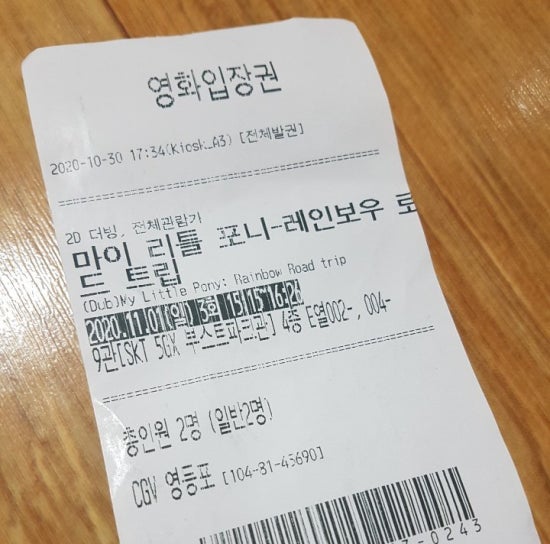 영화입장권
2020-10-30 17:34(Kiosk_A3) [전체발권]
2D 더빙, 전체관람가
마이 리틀 포니-레인보우 로
드 트립
(Dub)My Little Pony: Rainbow Road trip
2020.11.01(일) 3회 15:15~16:26
9관[SKT 5GX 부스트파크관] 4층 E열002-, 004-
총인원 2명 (일반2명)
CGV 영등포 [104-81-45690]
-0243